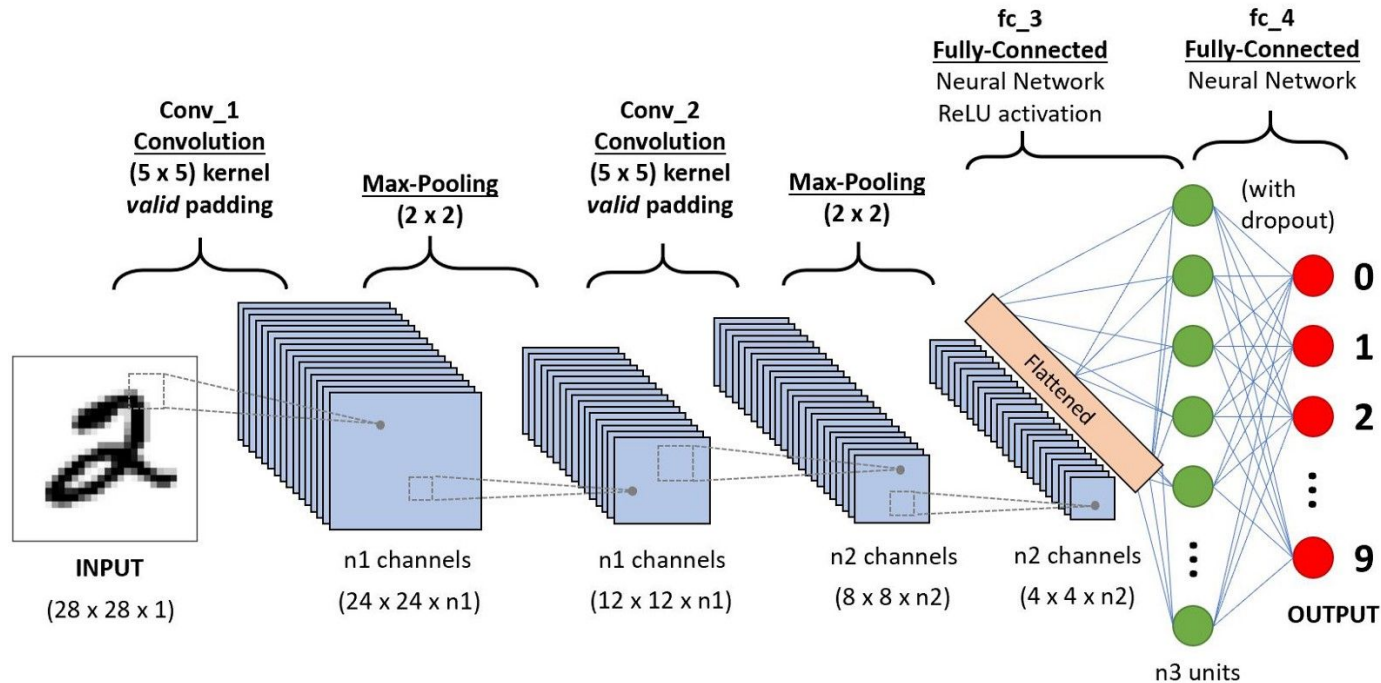 fc_3
Fully-Connected
Neural Network
ReLU activation
fc_4
Fully-Connected
Neural Network
Conv_1
Convolution
(5 x 5) kernel
valid padding
Max-Pooling
(2 x 2)
Conv_2
Convolution
(5 x 5) kernel
valid padding
Max-Pooling
(2 x 2)
(with
dropout)
Flattened
0
1
2
9
INPUT
(28 x 28 x 1)
n1 channels
(24 x 24 x n1)
n1 channels
(12 x 12 x n1)
n2 channels
(8 x 8 x n2)
n2 channels
(4 x 4 x n2)
n3 units
OUTPUT